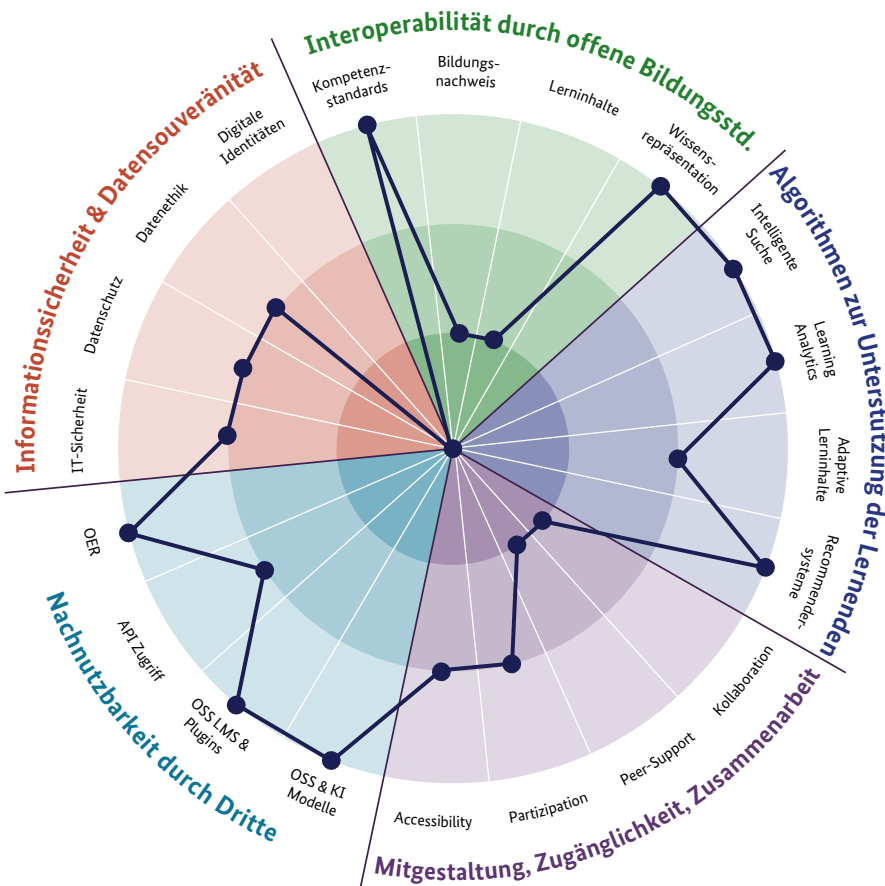 Interoperabilität durch offene Bildungsstd.
Kompetenz-
standards
Bildungs-
nachweis
Lerninhalte
Wissens-
repräsentation
Algorithmen zur Unterstützung der Lernenden
Intelligente
Suche
Learning
Analytics
Adaptive
Lerninhalte
Recommender-
systeme
Mitgestaltung, Zugänglichkeit, Zusammenarbeit
Kollaboration
Peer-Support
Partizipation
Accessibility
Nachnutzbarkeit durch Dritte
OSS & KI
Modelle
OSS LMS &
Plugins
API Zugriff
OER
Informationssicherheit & Datensouveränität
IT-Sicherheit
Datenschutz
Datenethik
Digitale
Identitäten